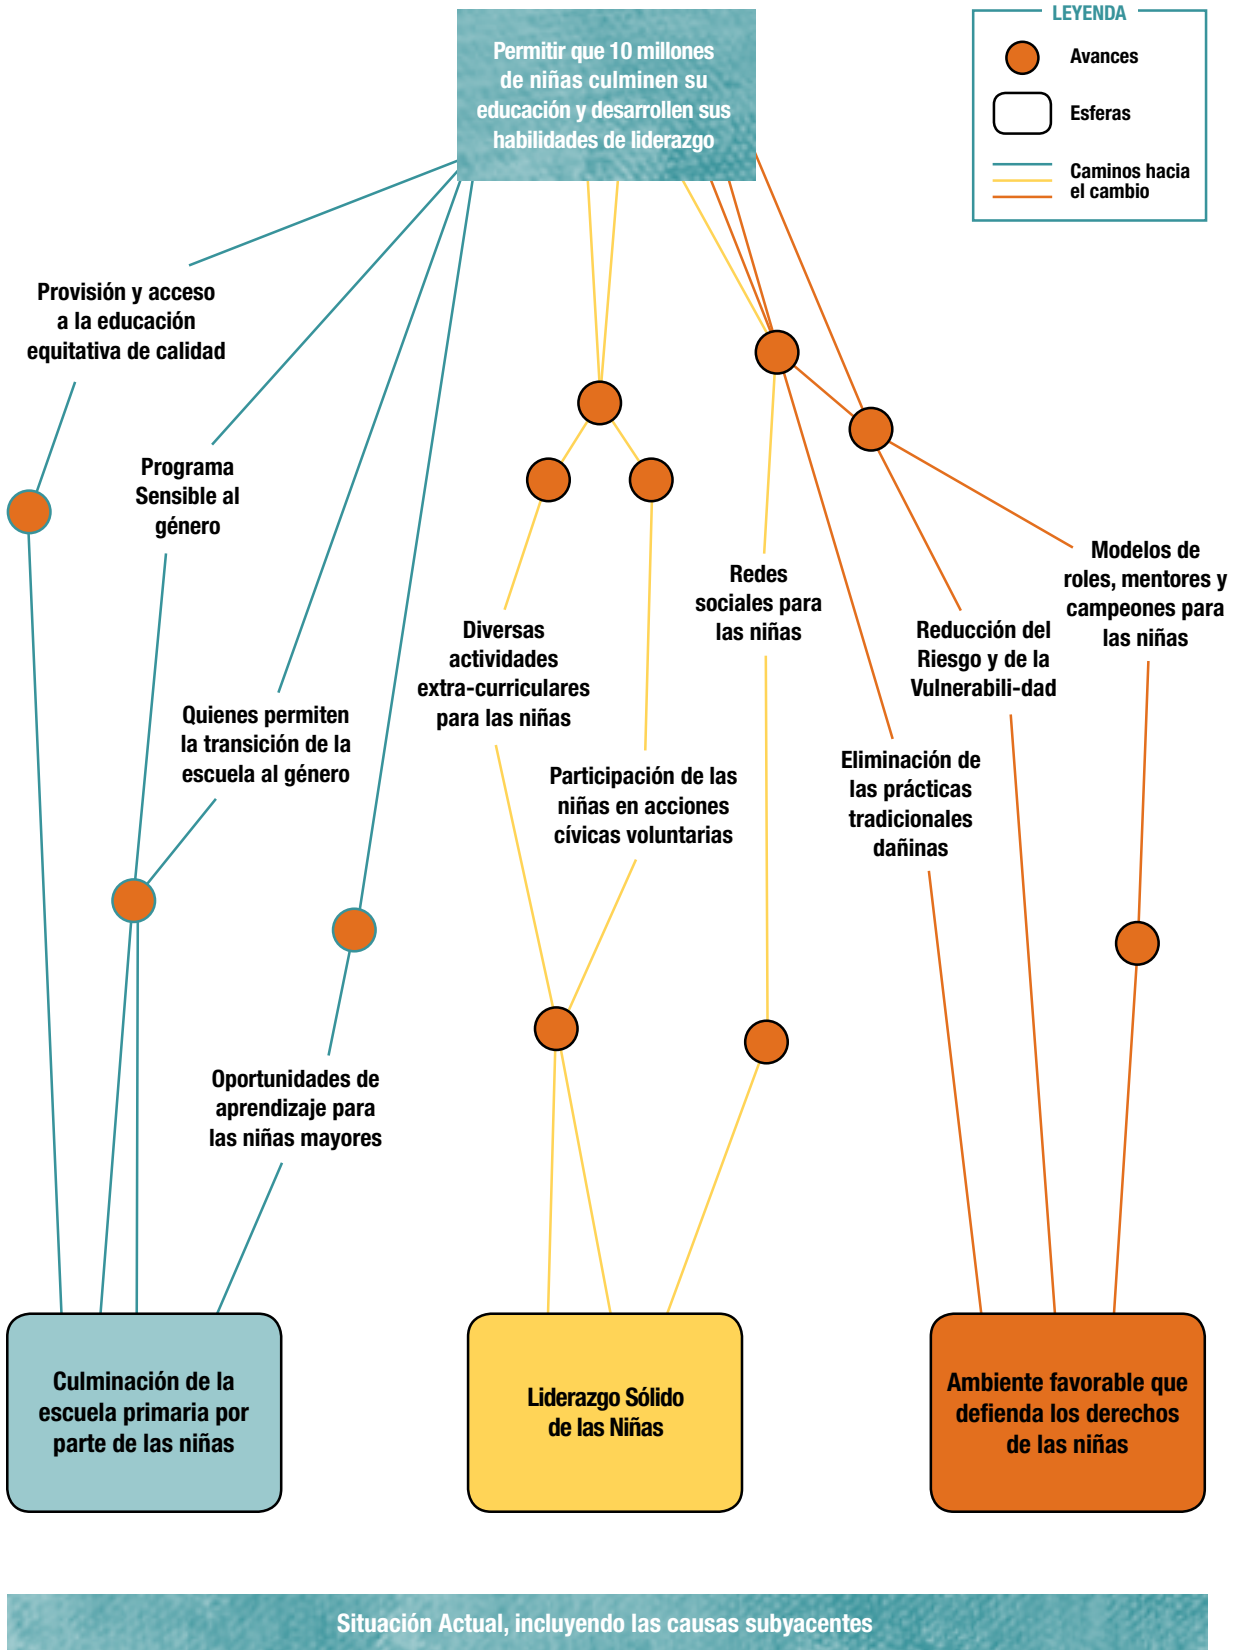 Permitir que 10 millones
de niñas culminen su
educación y desarrollen sus
habilidades de liderazgo
LEYENDA
Avances
Esferas
Caminos hacia
el cambio
Provisión y acceso
a la educación
equitativa de calidad
Programa
Sensible al
género
Quienes permiten
la transición de la
escuela al género
Oportunidades de
aprendizaje para
las niñas mayores
Diversas
actividades
extra-curriculares
para las niñas
Participación de las
niñas en acciones
cívicas voluntarias
Redes
sociales para
las niñas
Eliminación de
las prácticas
tradicionales
dañinas
Reducción del
Riesgo y de la
Vulnerabili-dad
Modelos de
roles, mentores y
campeones para
las niñas
Culminación de la
escuela primaria por
parte de las niñas
Liderazgo Sólido
de las Niñas
Ambiente favorable que
defienda los derechos
de las niñas
Situación Actual, incluyendo las causas subyacentes